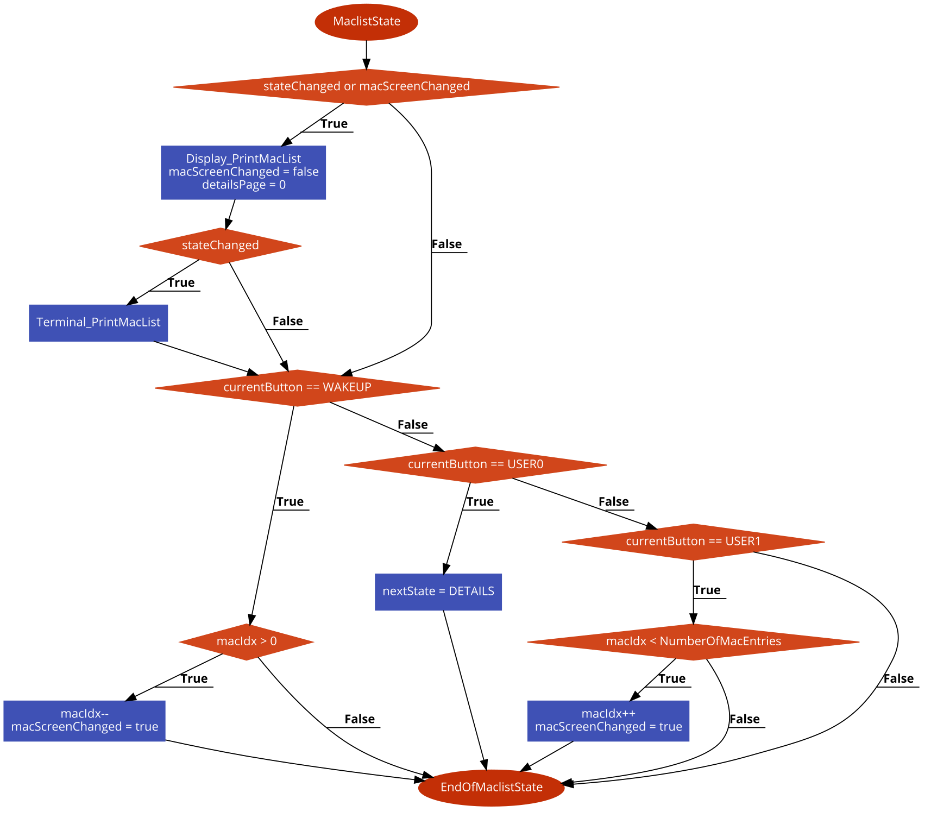 MaclistState
stateChanged or macScreenChanged
True
Display_PrintMacList
macScreenChanged = false
detailsPage = 0
False
stateChanged
True
Terminal_PrintMacList
False
currentButton == WAKEUP
False
currentButton == USER0
True
True
False
currentButton == USER1
nextState = DETAILS
True
macIdx > 0
macIdx < NumberOfMacEntries
True
True
False
macIdx--
macScreenChanged = true
macIdx++
macScreenChanged = true
False
False
EndOfMaclistState